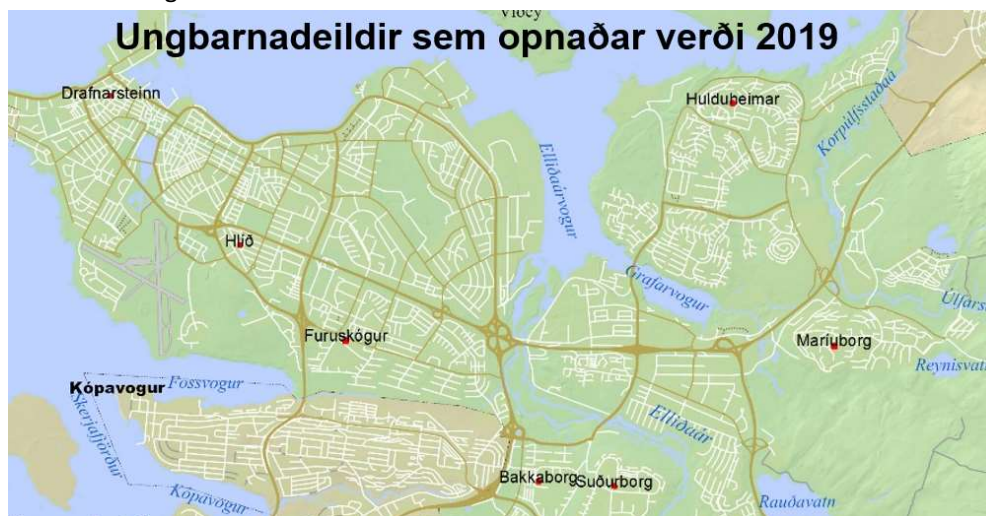 Viðey
Ungbarnadeildir sem opnaðar verði 2019
Drafnarsteinn
Hulduheimar
Korpúlfsstaðaá
Elliðaárvogur
Hlíð
Grafarvogur
Úlfars
Furuskógur
Maríuborg
Reynisvatn
Kópavogur
Fossvogur
Skerjafjörður
Elliðaár
Bakkaborg
Suðurborg
Kópavogur
Rauðavatn